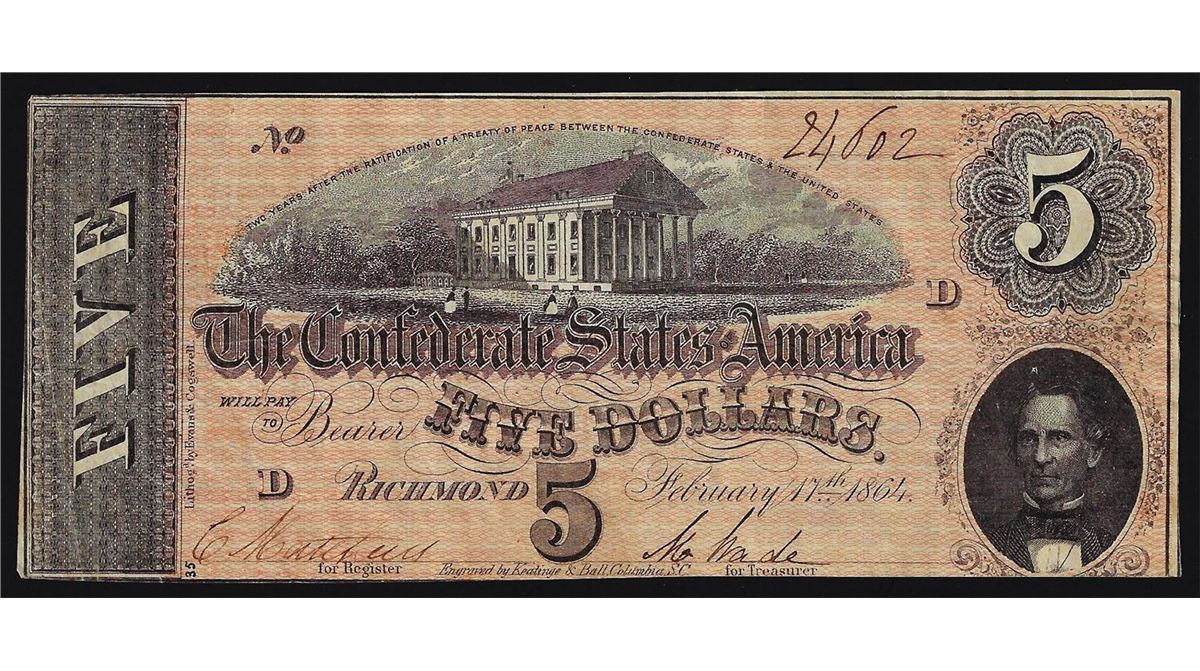 No 24602
TWO YEARS AFTER THE RATIFICATION OF A TREATY OF PEACE BETWEEN THE CONFEDERATE STATES & THE UNITED STATES
5
FIVE
D
The Confederate States of America
WILL PAY
TO Bearer FIVE DOLLARS.
D RICHMOND 5 February 17th 1864.
Lithogd. by Evans & Cogswell.
35
for Register
Engraved by Keatinge & Ball, Columbia, S.C.
for Treasurer